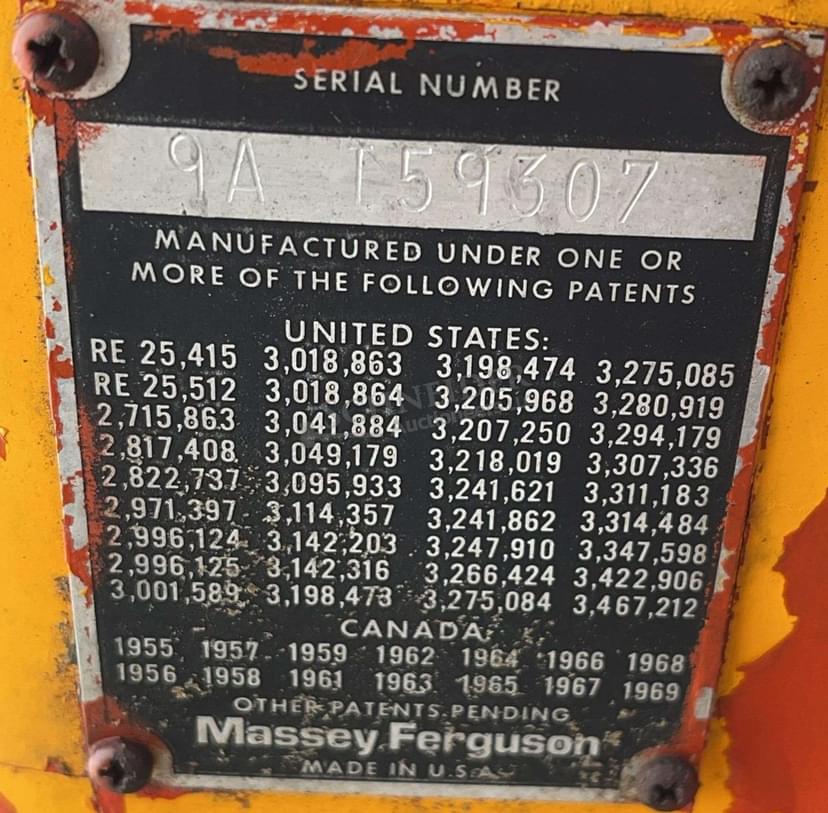 SERIAL NUMBER
9A T59307
MANUFACTURED UNDER ONE OR
MORE OF THE FOLLOWING PATENTS
UNITED STATES:
RE 25,415 3,018,863 3,198,474 3,275,085
RE 25,512 3,018,864 3,205,968 3,280,919
2,715,863 3,041,884 3,207,250 3,294,179
2,817,408 3,049,179 3,218,019 3,307,336
2,822,737 3,095,933 3,241,621 3,311,183
2,971,397 3,114,357 3,241,862 3,314,484
2,996,124 3,142,203 3,247,910 3,347,598
2,996,125 3,142,316 3,266,424 3,422,906
3,001,589 3,198,473 3,275,084 3,467,212
CANADA:
1955 1957 1959 1962 1964 1966 1968
1956 1958 1961 1963 1965 1967 1969
OTHER PATENTS PENDING
Massey Ferguson
MADE IN U.S.A.